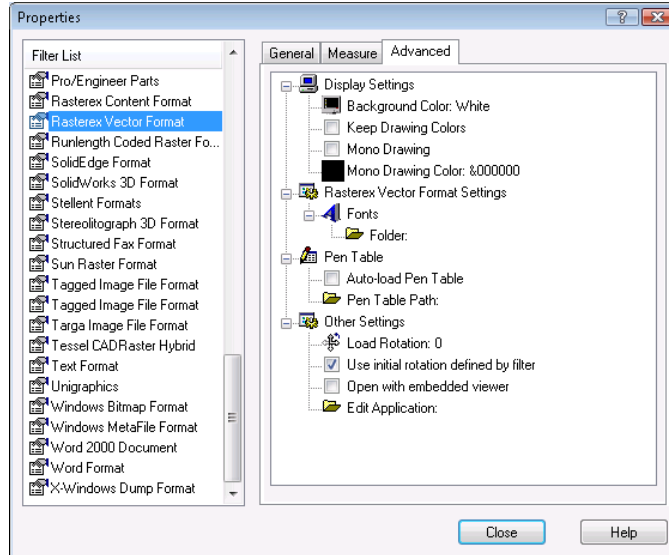 Properties
Filter List
Pro/Engineer Parts
Rasterex Content Format
Rasterex Vector Format
Runlength Coded Raster Fo...
SolidEdge Format
SolidWorks 3D Format
Stellent Formats
Stereolitograph 3D Format
Structured Fax Format
Sun Raster Format
Tagged Image File Format
Tagged Image File Format
Targa Image File Format
Tessel CADRaster Hybrid
Text Format
Unigraphics
Windows Bitmap Format
Windows MetaFile Format
Word 2000 Document
Word Format
X-Windows Dump Format
General Measure Advanced
Display Settings
Background Color: White
Keep Drawing Colors
Mono Drawing
Mono Drawing Color: &000000
Rasterex Vector Format Settings
Fonts
Folder:
Pen Table
Auto-load Pen Table
Pen Table Path:
Other Settings
Load Rotation: 0
Use initial rotation defined by filter
Open with embedded viewer
Edit Application:
Close Help